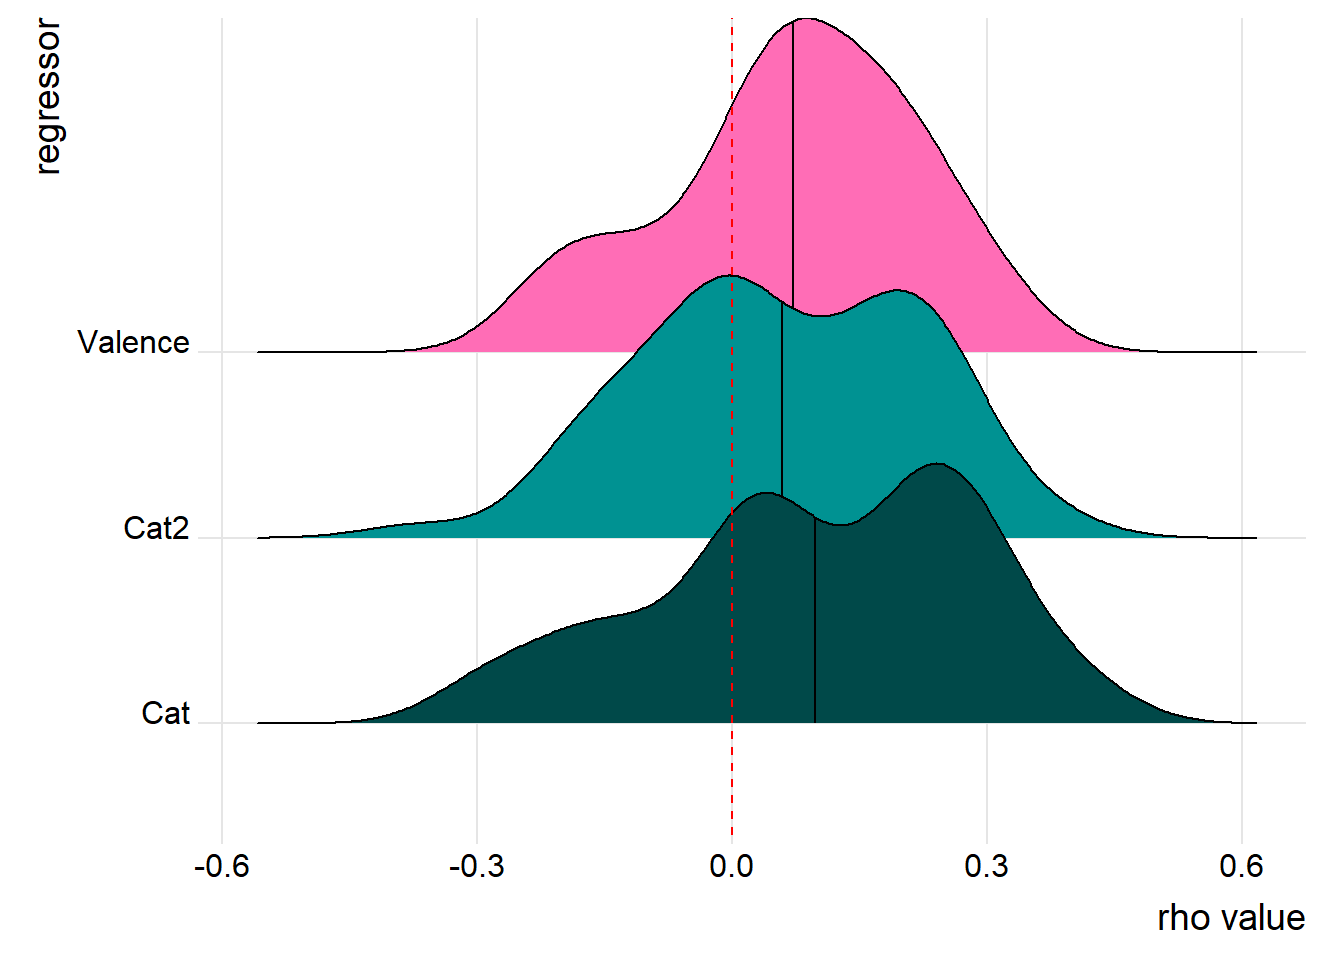 regressor
Valence
Cat2
Cat
-0.6 -0.3 0.0 0.3 0.6
rho value